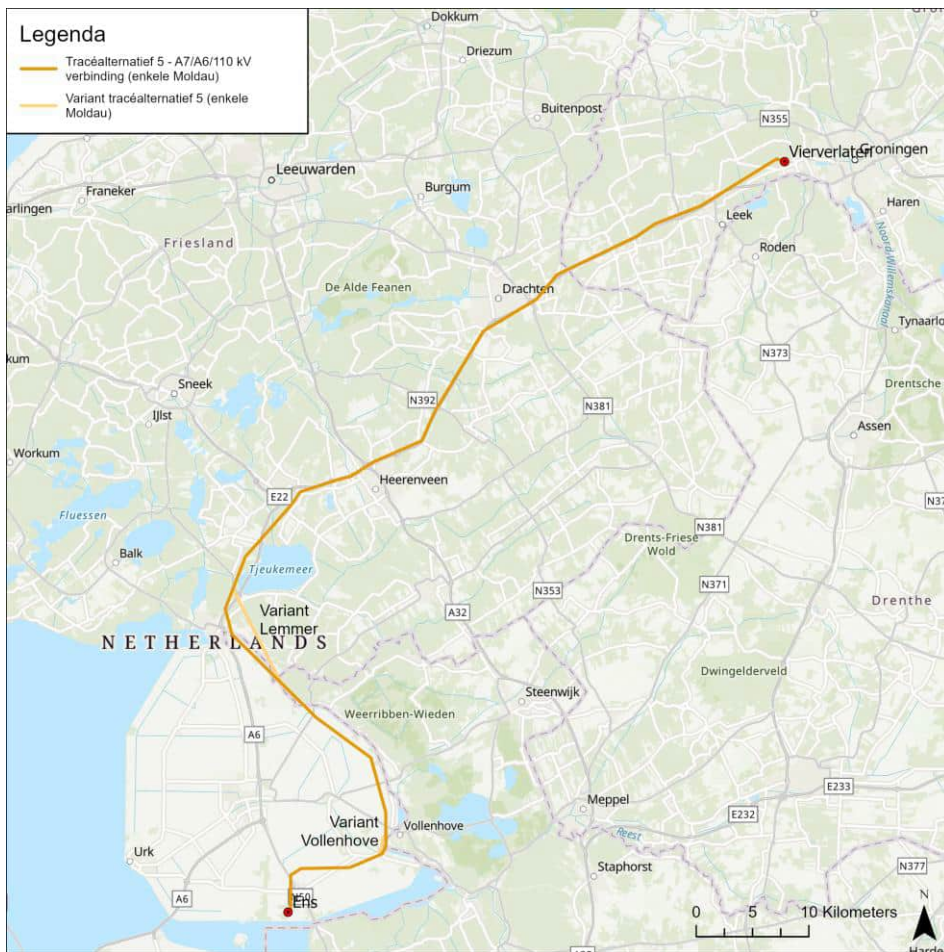 Legenda
Tracéalternatief 5 - A7/A6/110 kV
verbinding (enkele Moldau)
Variant tracéalternatief 5 (enkele
Moldau)
Dokkum
Driezum
Buitenpost
N355
Vierverlaten
Groningen
Leeuwarden
Franeker
Burgum
Haren
Leek
Friesland
Roden
Noord-Willemskanaal
De Alde Feanen
Drachten
Tynaarlo
N373
Sneek
Drentsche
IJlst
N392
N381
Assen
Workum
Heerenveen
E22
Fluessen
N381
Drents-Friese
Wold
Balk
Tjeukemeer
N371
N353
Variant
Lemmer
A32
Drenthe
NETHERLANDS
Dwingelderveld
Steenwijk
Weerribben-Wieden
A6
E233
Meppel
E232
Variant
Vollenhove
Vollenhove
Reest
Urk
Staphorst
N377
A6
N50
Ens
0 5 10 Kilometers
N